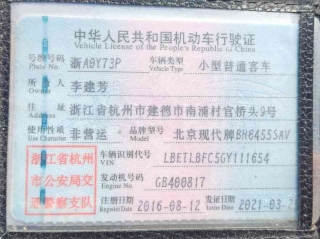 中华人民共和国机动车行驶证
Vehicle License of the People's Republic of China
号牌号码 浙A0Y73P 车辆类型 小型普通客车
Plate No. Vehicle Type
所有人 李建芳
Owner
住址 浙江省杭州市建德市南浦村官桥头9号
Address
使用性质 非营运 品牌型号 北京现代牌BH6455SAV
Use Character Model
浙江省杭州 车辆识别代号 LBETLBFC5GY111654
VIN
市公安局交 发动机号码 GB400817
Engine No.
通警察支队 注册日期 2016-08-12 发证日期 2021-03-2
Register Date Issue Date